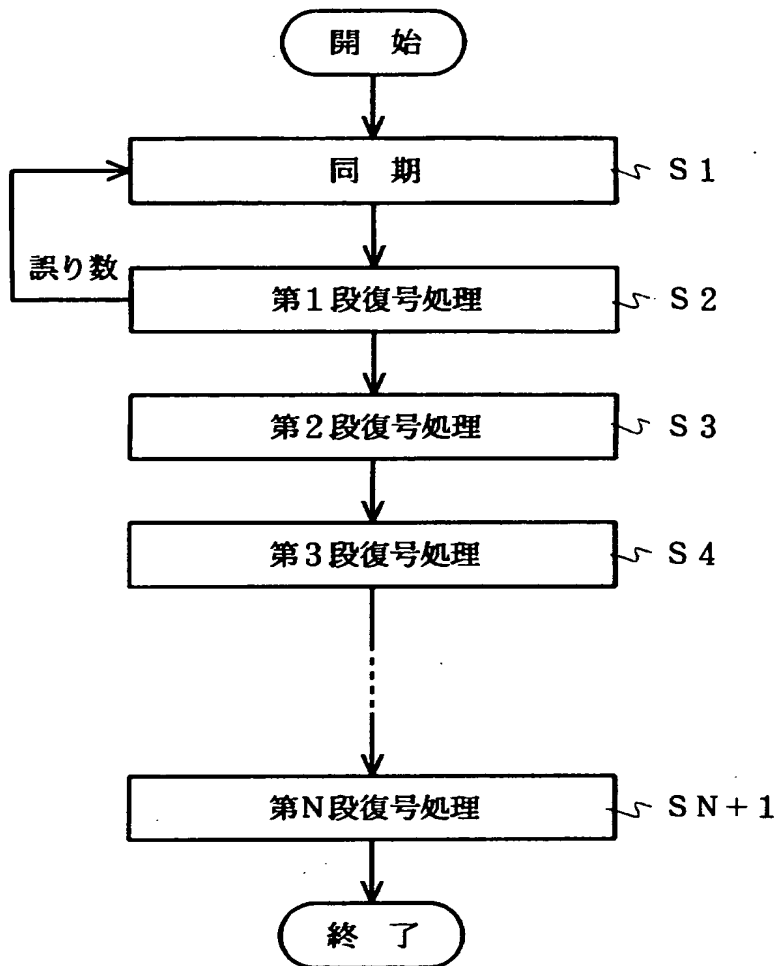 開 始
同 期 S1
誤り数
第1段復号処理 S2
第2段復号処理 S3
第3段復号処理 S4
第N段復号処理 SN+1
終 了